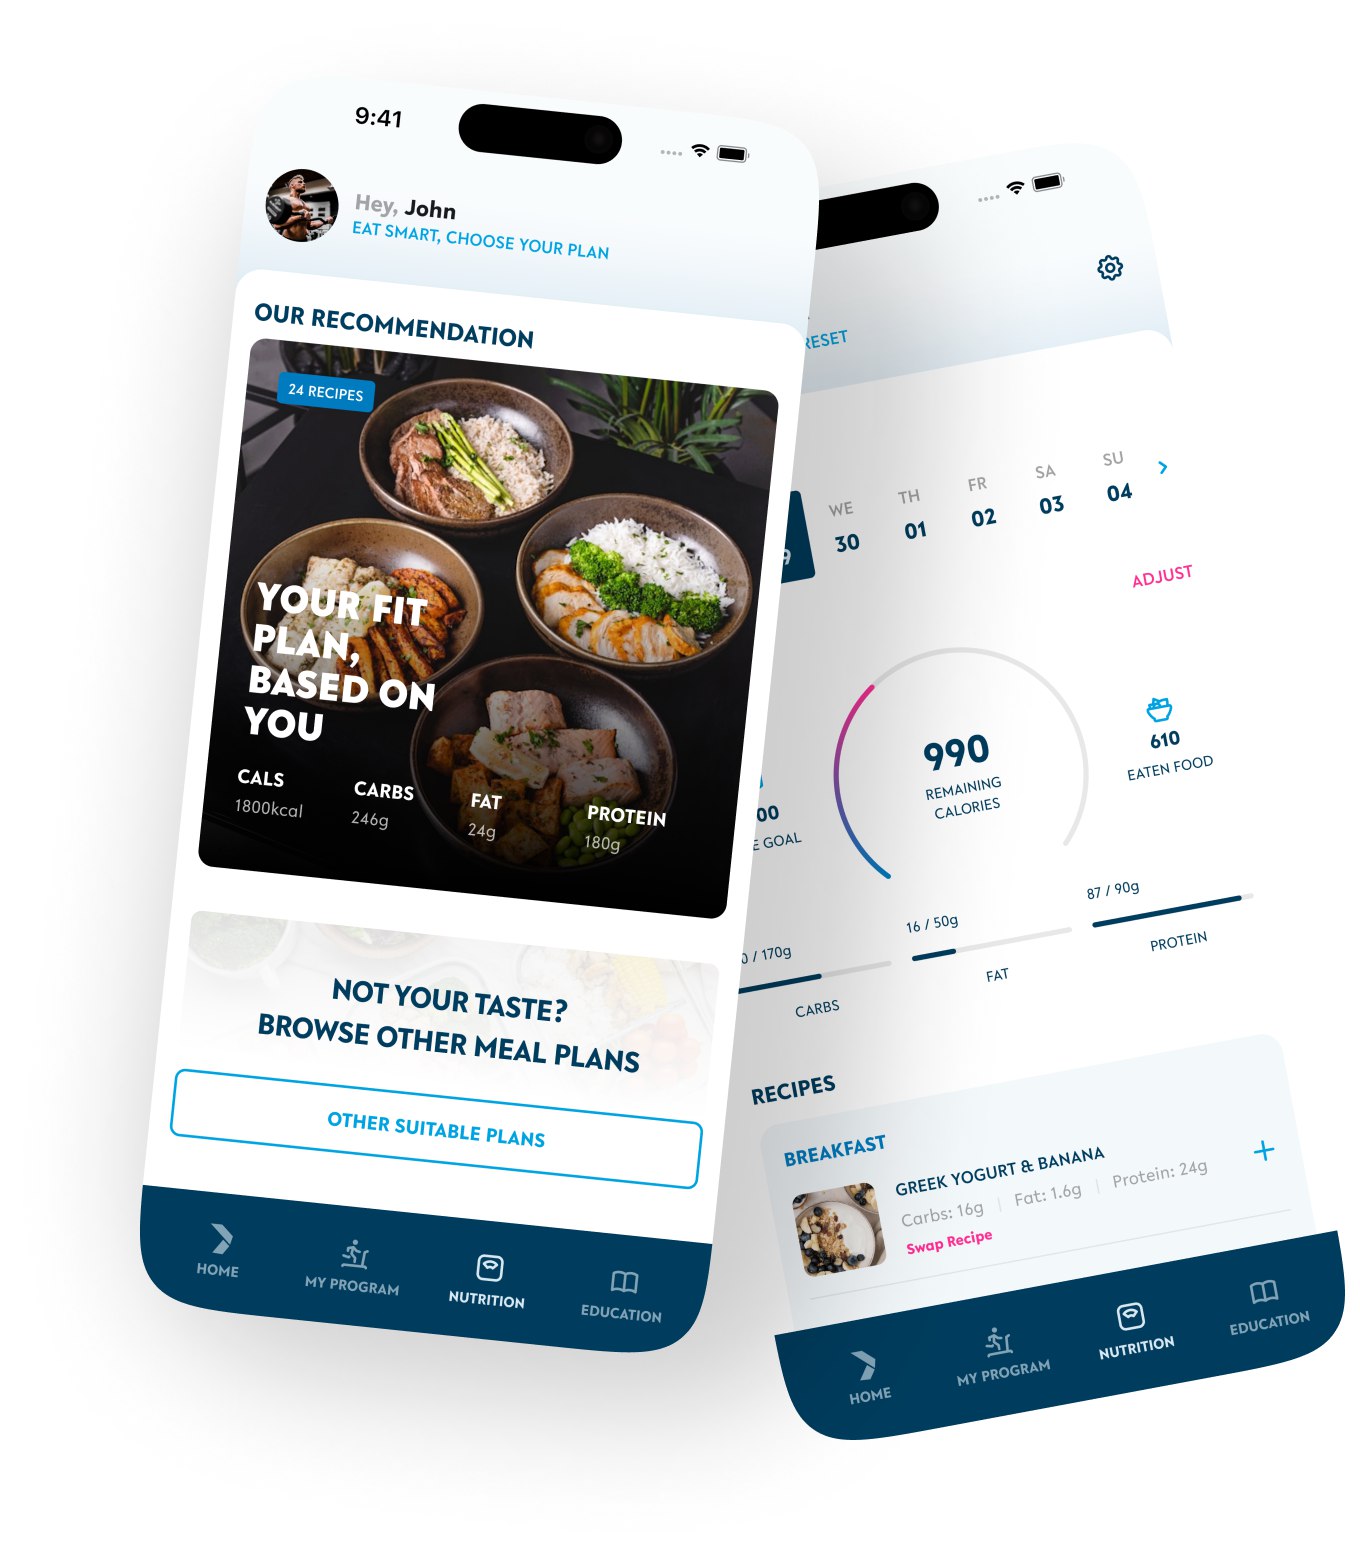 9:41
Hey, John
EAT SMART, CHOOSE YOUR PLAN
OUR RECOMMENDATION
24 RECIPES
YOUR FIT
PLAN,
BASED ON
YOU
CALS
1800kcal
CARBS
246g
FAT
24g
PROTEIN
180g
NOT YOUR TASTE?
BROWSE OTHER MEAL PLANS
OTHER SUITABLE PLANS
HOME
MY PROGRAM
NUTRITION
EDUCATION
RESET
WE
TH
FR
SA
SU
30
01
02
03
04
ADJUST
990
REMAINING
CALORIES
610
EATEN FOOD
GOAL
/ 170g
CARBS
16 / 50g
FAT
87 / 90g
PROTEIN
RECIPES
BREAKFAST
GREEK YOGURT & BANANA
Carbs: 16g | Fat: 1.6g | Protein: 24g
Swap Recipe
HOME
MY PROGRAM
NUTRITION
EDUCATION